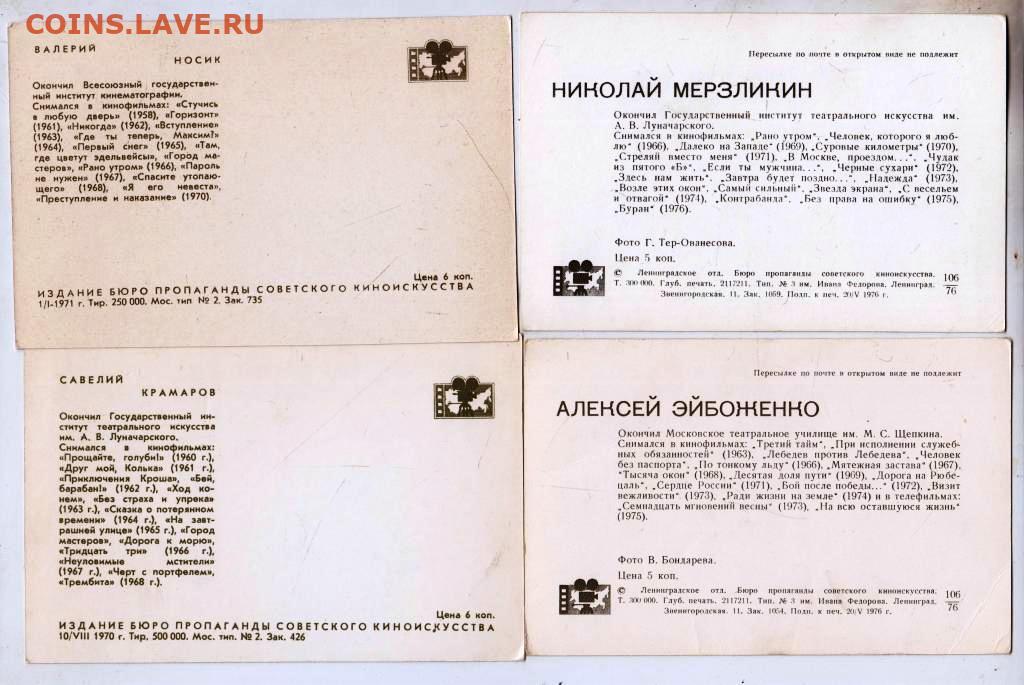 COINS.LAVE.RU
ВАЛЕРИЙ
НОСИК
Окончил Всесоюзный государствен-
ный институт кинематографии.
Снимался в кинофильмах: «Стучись
в любую дверь» (1958), «Горизонт»
(1961), «Никогда» (1962), «Вступление»
(1963), «Где ты теперь, Максим?»
(1964), «Первый снег» (1965), «Там,
где цветут эдельвейсы», «Город ма-
стеров», «Рано утром» (1966), «Пароль
не нужен» (1967), «Спасите утопаю-
щего» (1968), «Я его невеста»,
«Преступление и наказание» (1970).
Цена 6 коп.
ИЗДАНИЕ БЮРО ПРОПАГАНДЫ СОВЕТСКОГО КИНОИСКУССТВА
1/I-1971 г. Тир. 250 000. Мос. тип № 2. Зак. 735
Пересылке по почте в открытом виде не подлежит
НИКОЛАЙ МЕРЗЛИКИН
Окончил Государственный институт театрального искусства им.
А. В. Луначарского.
Снимался в кинофильмах: „Рано утром“, „Человек, которого я люб-
лю“ (1966), „Далеко на Западе“ (1969), „Суровые километры“ (1970),
„Стреляй вместо меня“ (1971), „В Москве, проездом...“, „Чудак
из пятого «Б»“, „Если ты мужчина...“, „Черные сухари“ (1972),
„Здесь нам жить“, „Завтра будет поздно...“, „Надежда“ (1973),
„Возле этих окон“, „Самый сильный“, „Звезда экрана“, „С весельем
и отвагой“ (1974), „Контрабанда“, „Без права на ошибку“ (1975),
„Буран“ (1976).
Фото Г. Тер-Ованесова.
Цена 5 коп.
© Ленинградское отд. Бюро пропаганды советского киноискусства.
Т. 300 000. Глуб. печать. 2117211. Тип. № 3 им. Ивана Федорова, Ленинград,
Звенигородская, 11, Зак. 1059. Подп. к печ. 20/V 1976 г.
106
76
САВЕЛИЙ
КРАМАРОВ
Окончил Государственный ин-
ститут театрального искусства
им. А. В. Луначарского.
Снимался в кинофильмах:
«Прощайте, голуби!» (1960 г.),
«Друг мой, Колька» (1961 г.),
«Приключения Кроша», «Бей,
барабан!» (1962 г.), «Ход ко-
нем», «Без страха и упрека»
(1963 г.), «Сказка о потерянном
времени» (1964 г.), «На завт-
рашней улице» (1965 г.), «Город
мастеров», «Дорога к морю»,
«Тридцать три» (1966 г.),
«Неуловимые мстители»
(1967 г.), «Черт с портфелем»,
«Трембита» (1968 г.).
Цена 6 коп.
ИЗДАНИЕ БЮРО ПРОПАГАНДЫ СОВЕТСКОГО КИНОИСКУССТВА
10/VIII 1970 г. Тир. 500 000. Мос. тип. № 2. Зак. 426
Пересылке по почте в открытом виде не подлежит
АЛЕКСЕЙ ЭЙБОЖЕНКО
Окончил Московское театральное училище им. М. С. Щепкина.
Снимался в кинофильмах: „Третий тайм“, „При исполнении служеб-
ных обязанностей“ (1963), „Лебедев против Лебедева“, „Человек
без паспорта“, „По тонкому льду“ (1966), „Мятежная застава“ (1967),
"Тысяча окон“ (1968), „Десятая доля пути“ (1969), „Дорога на Рюбе-
цаль“, „Сердце России“ (1971), „Бой после победы...“ (1972), „Визит
вежливости“ (1973), „Ради жизни на земле“ (1974) и в телефильмах:
„Семнадцать мгновений весны“ (1973), „На всю оставшуюся жизнь“
(1975).
Фото В. Бондарева.
Цена 5 коп.
© Ленинградское отд. Бюро пропаганды советского киноискусства.
Т. 300 000. Глуб. печать, 2117211. Тип. № 3 им. Ивана Федорова, Ленинград,
Звенигородская, 11, Зак. 1054, Подп. к печ. 20/V 1976 г.
106
76